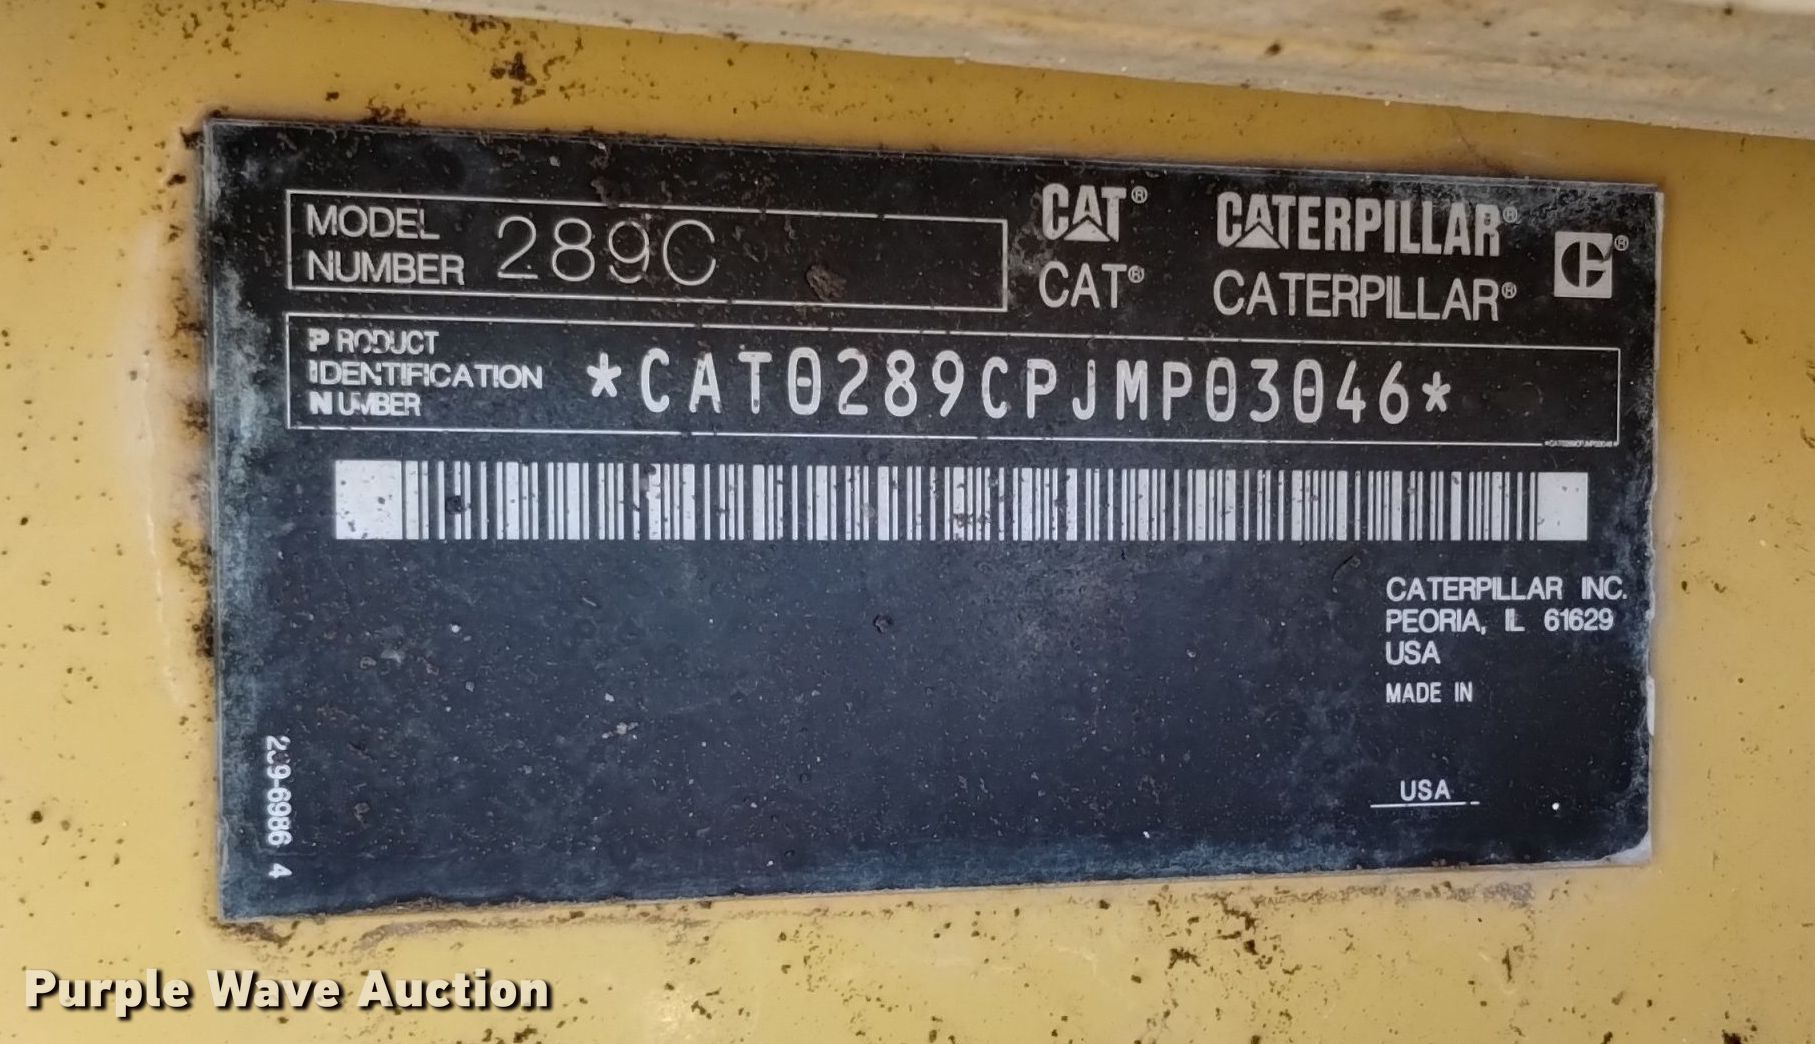 MODEL
NUMBER 289C
CAT® CATERPILLAR®
CAT® CATERPILLAR®
PRODUCT
IDENTIFICATION
NUMBER
*CAT0289CPJMP03046*
CATERPILLAR INC.
PEORIA, IL 61629
USA
MADE IN
USA
Purple Wave Auction